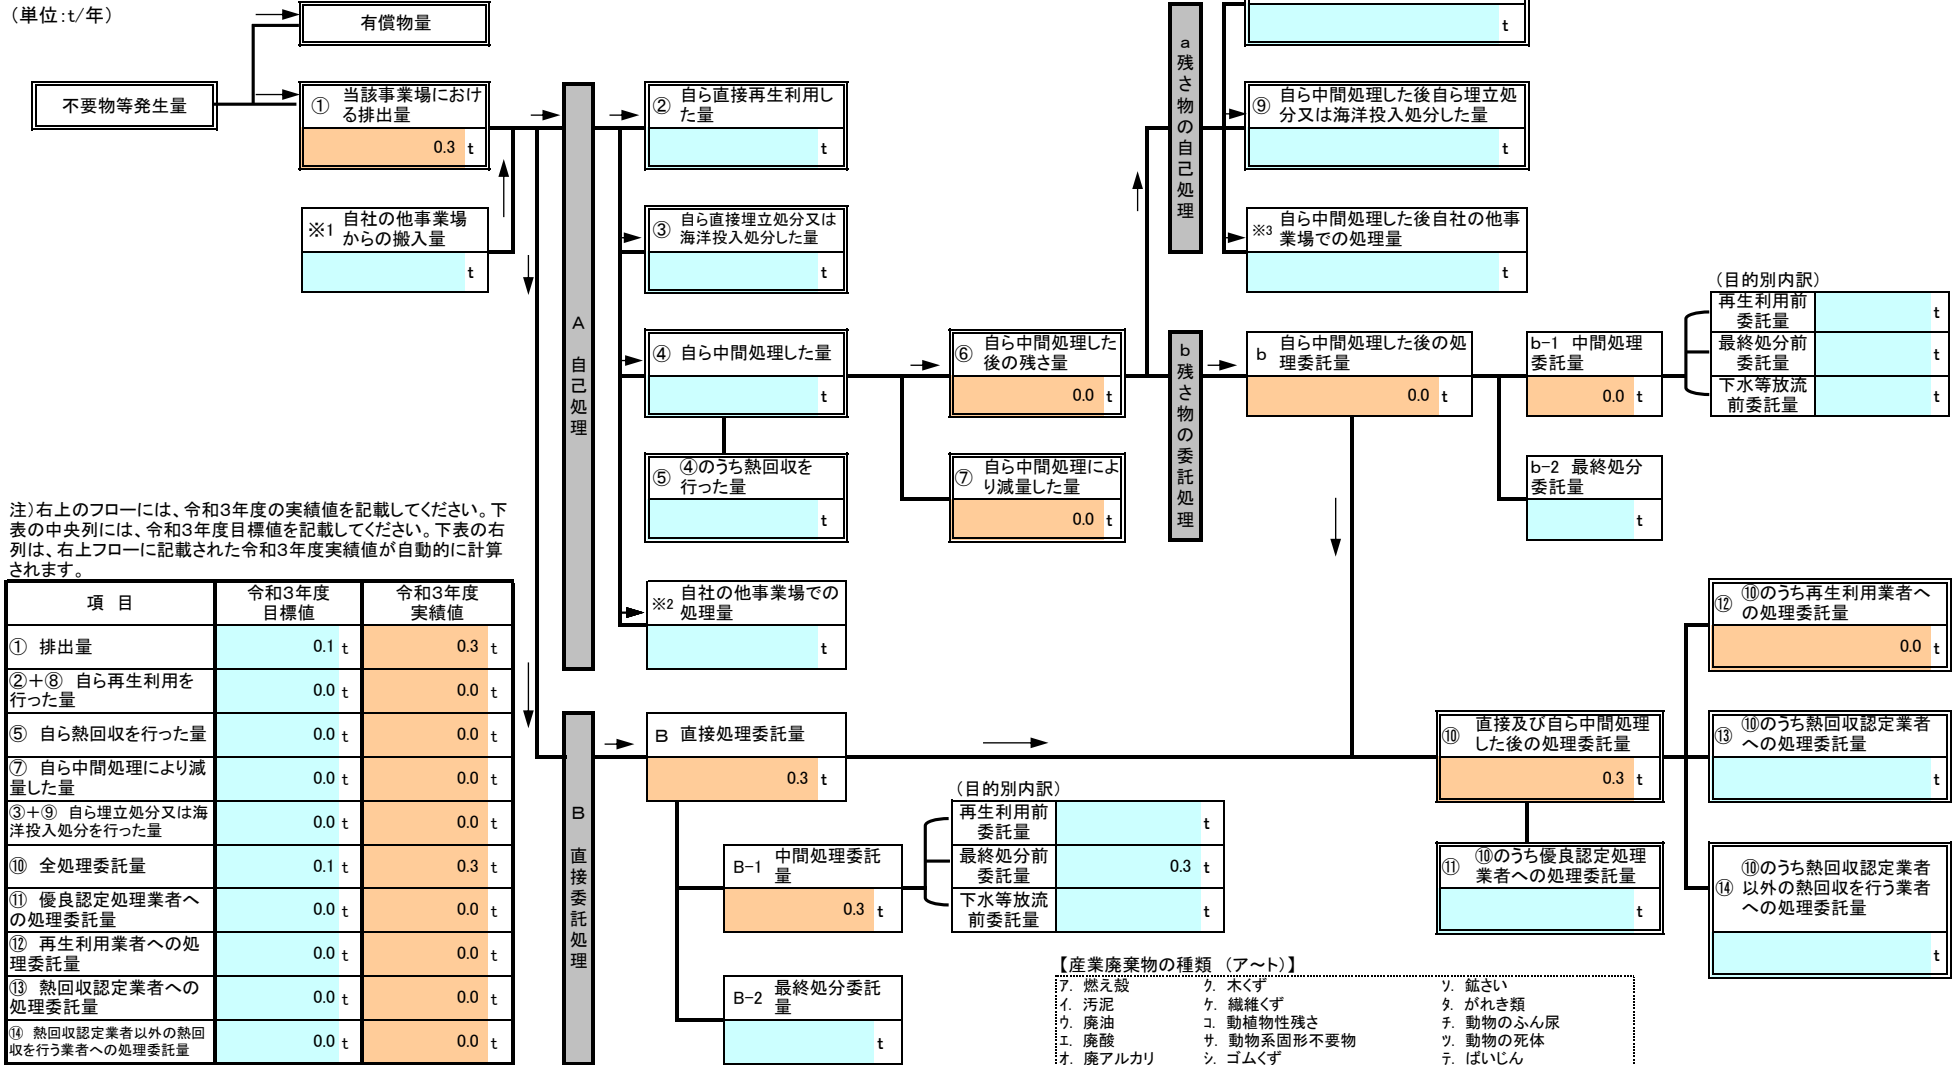 （単位:t/年）
有償物量
不要物等発生量
① 当該事業場におけ
る排出量
0.3 t
※1 自社の他事業場
からの搬入量
t
A 自己処理
② 自ら直接再生利用し
た量
t
③ 自ら直接埋立処分又は
海洋投入処分した量
t
④ 自ら中間処理した量
t
⑤ ④のうち熱回収を
行った量
t
※2 自社の他事業場での
処理量
t
⑥ 自ら中間処理した
後の残さ量
0.0 t
⑦ 自ら中間処理によ
り減量した量
0.0 t
a 残さ物の自己処理
t
⑨ 自ら中間処理した後自ら埋立処
分又は海洋投入処分した量
t
※3 自ら中間処理した後自社の他事
業場での処理量
t
b 残さ物の委託処理
b 自ら中間処理した後の処
理委託量
0.0 t
b-1 中間処理
委託量
0.0 t
b-2 最終処分
委託量
t
（目的別内訳）
再生利用前
委託量
t
最終処分前
委託量
t
下水等放流
前委託量
t
注）右上のフローには、令和3年度の実績値を記載してください。下
表の中央列には、令和3年度目標値を記載してください。下表の右
列は、右上フローに記載された令和3年度実績値が自動的に計算
されます。
項 目 令和3年度
目標値 令和3年度
実績値
① 排出量 0.1 t 0.3 t
②＋⑧ 自ら再生利用を
行った量 0.0 t 0.0 t
⑤ 自ら熱回収を行った量 0.0 t 0.0 t
⑦ 自ら中間処理により減
量した量 0.0 t 0.0 t
③＋⑨ 自ら埋立処分又は海
洋投入処分を行った量 0.0 t 0.0 t
⑩ 全処理委託量 0.1 t 0.3 t
⑪ 優良認定処理業者へ
の処理委託量 0.0 t 0.0 t
⑫ 再生利用業者への処
理委託量 0.0 t 0.0 t
⑬ 熱回収認定業者への
処理委託量 0.0 t 0.0 t
⑭ 熱回収認定業者以外の熱回
収を行う業者への処理委託量 0.0 t 0.0 t
B 直接委託処理
B 直接処理委託量
0.3 t
B-1 中間処理委託
量
0.3 t
B-2 最終処分委託
量
t
（目的別内訳）
再生利用前
委託量
t
最終処分前
委託量
0.3 t
下水等放流
前委託量
t
⑩ 直接及び自ら中間処理
した後の処理委託量
0.3 t
⑪ ⑩のうち優良認定処理
業者への処理委託量
t
⑫ ⑩のうち再生利用業者へ
の処理委託量
0.0 t
⑬ ⑩のうち熱回収認定業者
への処理委託量
t
⑭ ⑩のうち熱回収認定業者
以外の熱回収を行う業者
への処理委託量
t
【産業廃棄物の種類 （ア～ト）】
ｱ. 燃え殻 ｸ. 木くず ｿ. 鉱さい
ｲ. 汚泥 ｹ. 繊維くず ﾀ. がれき類
ｳ. 廃油 ｺ. 動植物性残さ ﾁ. 動物のふん尿
ｴ. 廃酸 ｻ. 動物系固形不要物 ﾂ. 動物の死体
ｵ. 廃アルカリ ｼ. ゴムくず ﾃ. ばいじん